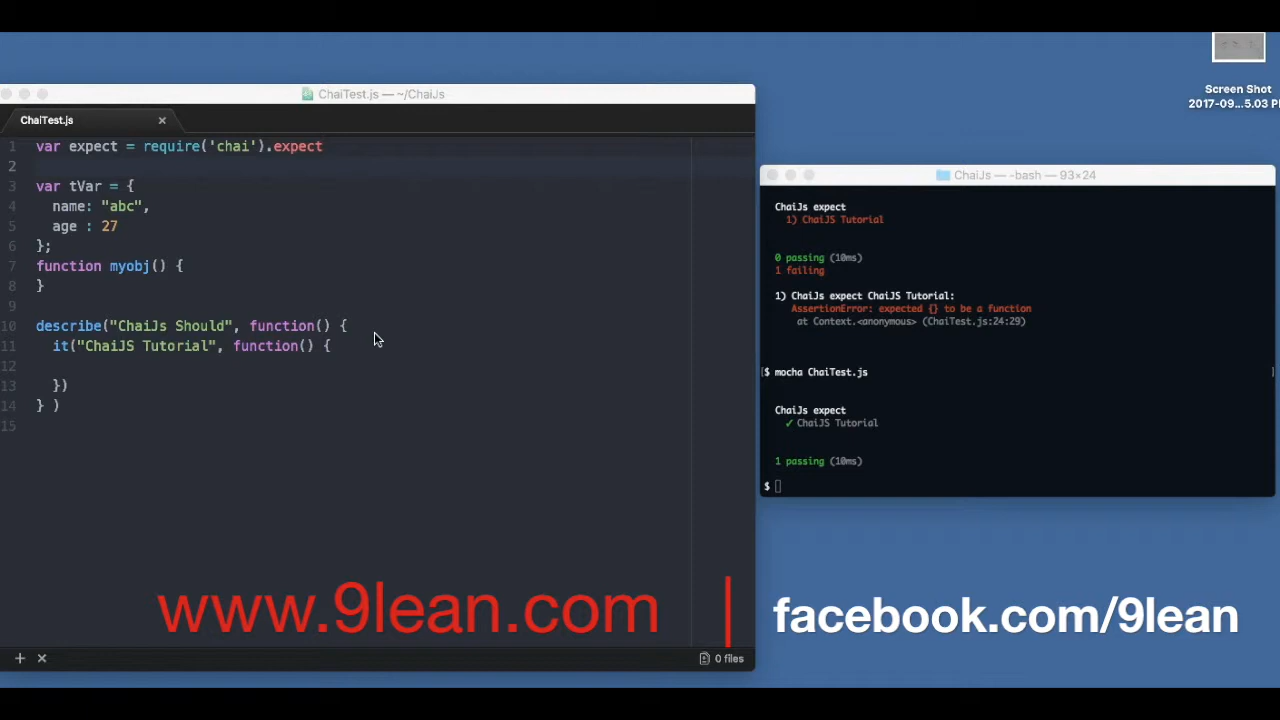 Screen Shot
2017-09...5.03 P
ChaiTest.js — ~/ChaiJs
ChaiTest.js
1 var expect = require('chai').expect
2
3 var tVar = {
4 name: "abc",
5 age : 27
6 };
7 function myobj() {
8 }
9
10 describe("ChaiJs Should", function() {
11 it("ChaiJS Tutorial", function() {
12
13 })
14 } )
15
0 files
ChaiJs — -bash — 93×24
ChaiJs expect
1) ChaiJS Tutorial
0 passing (10ms)
1 failing
1) ChaiJs expect ChaiJS Tutorial:
AssertionError: expected {} to be a function
at Context.<anonymous> (ChaiTest.js:24:29)
[$ mocha ChaiTest.js ]
ChaiJs expect
✓ ChaiJS Tutorial
1 passing (10ms)
$
www.9lean.com | facebook.com/9lean